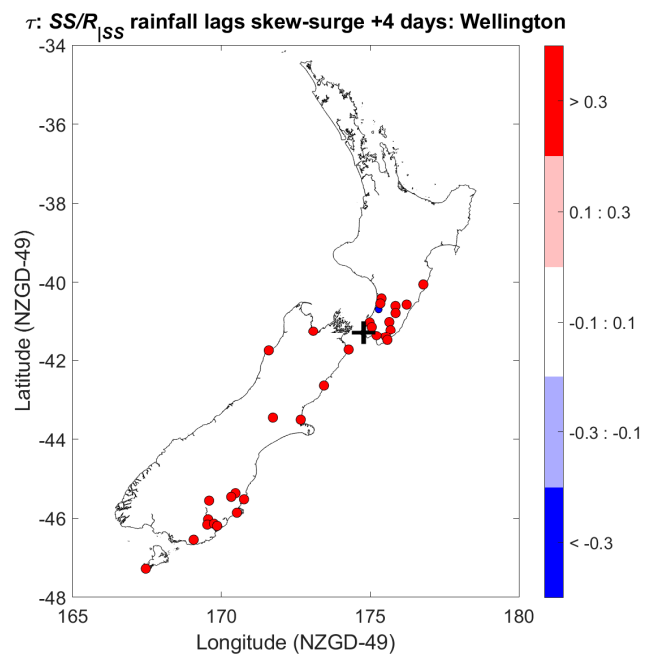 τ: SS/R|SS rainfall lags skew-surge +4 days: Wellington
-34
-36
-38
-40
-42
-44
-46
-48
165
170
175
180
Latitude (NZGD-49)
Longitude (NZGD-49)
> 0.3
0.1 : 0.3
-0.1 : 0.1
-0.3 : -0.1
< -0.3